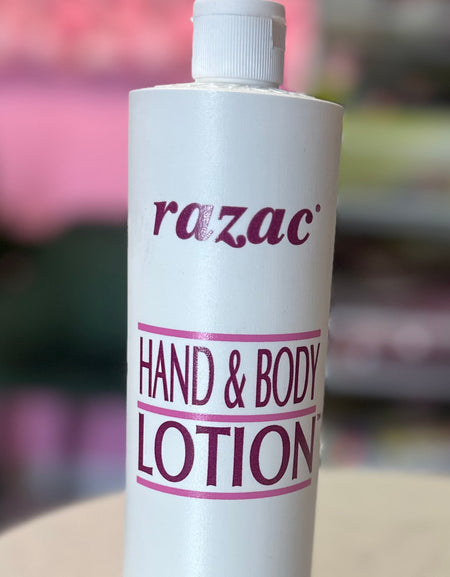 razac®
HAND & BODY
LOTION™